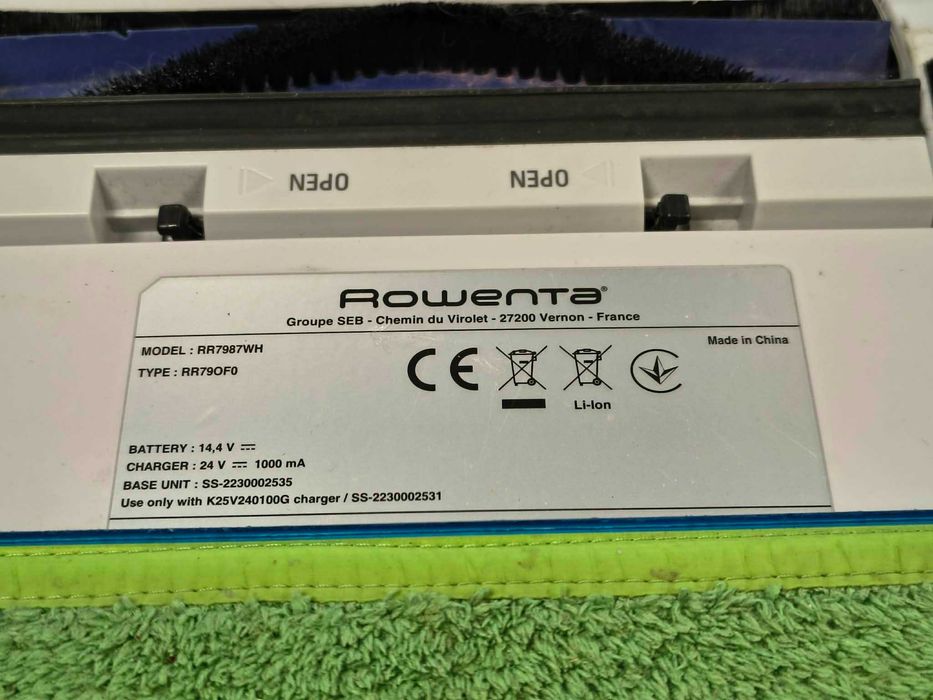 OPEN
OPEN
ROWENTA®
Groupe SEB - Chemin du Virolet - 27200 Vernon - France
MODEL : RR7987WH
TYPE : RR79OF0
Made in China
CE
Li-Ion
BATTERY : 14,4 V
CHARGER : 24 V 1000 mA
BASE UNIT : SS-2230002535
Use only with K25V240100G charger / SS-2230002531